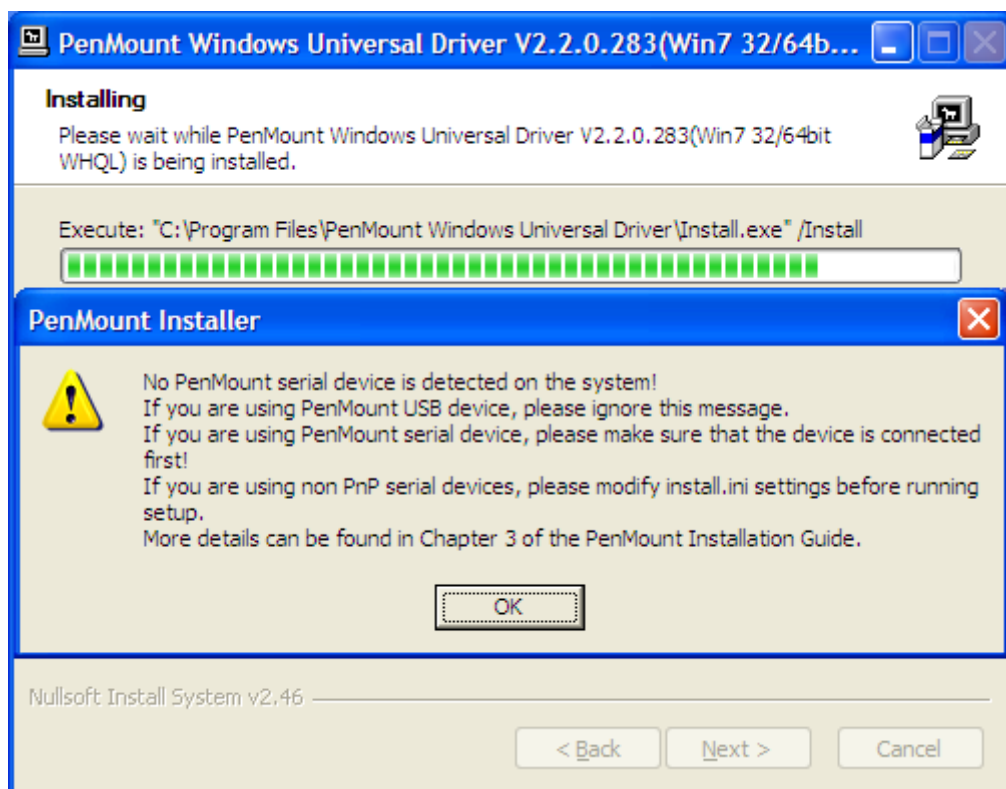 PenMount Windows Universal Driver V2.2.0.283(Win7 32/64b...
Installing
Please wait while PenMount Windows Universal Driver V2.2.0.283(Win7 32/64bit
WHQL) is being installed.
Execute: "C:\Program Files\PenMount Windows Universal Driver\Install.exe" /Install
PenMount Installer
No PenMount serial device is detected on the system!
If you are using PenMount USB device, please ignore this message.
If you are using PenMount serial device, please make sure that the device is connected
first!
If you are using non PnP serial devices, please modify install.ini settings before running
setup.
More details can be found in Chapter 3 of the PenMount Installation Guide.
OK
Nullsoft Install System v2.46
< Back Next > Cancel